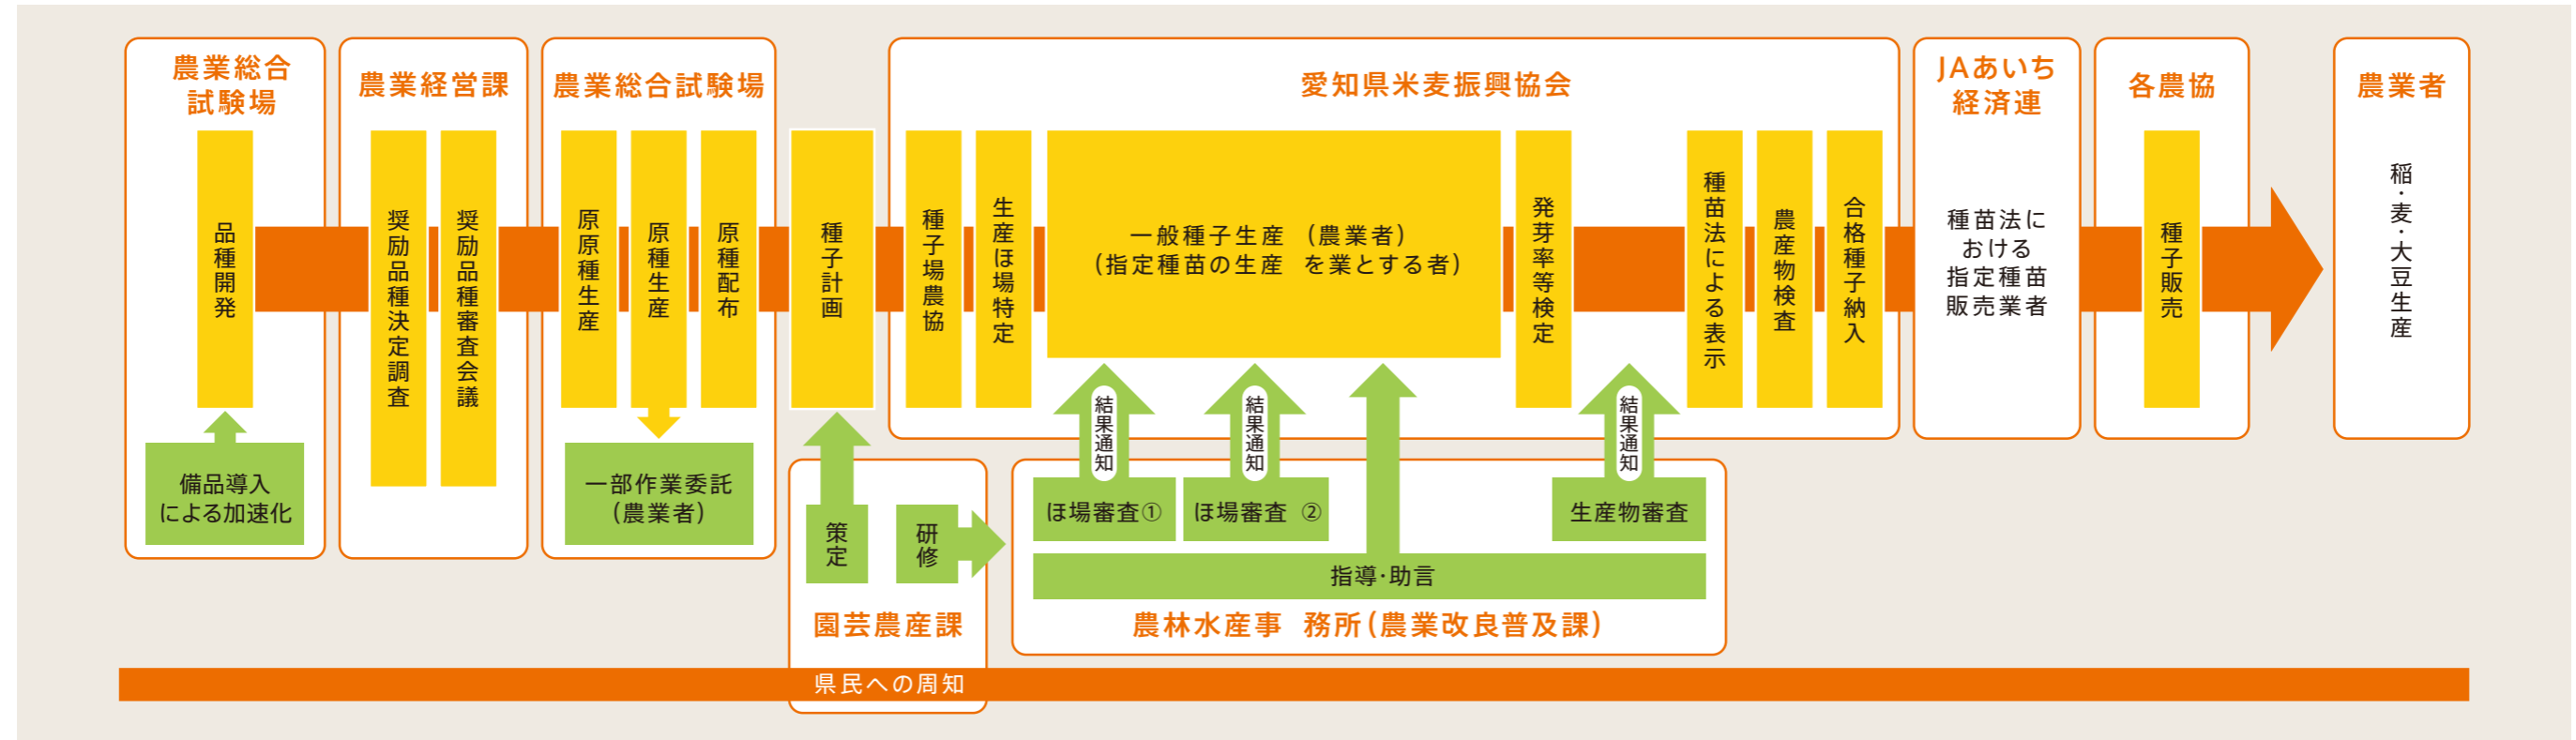 農業総合
試験場
品種開発
備品導入
による加速化
農業経営課
奨励品種決定調査
奨励品種審査会議
農業総合試験場
原原種生産
原種生産
原種配布
一部作業委託
(農業者)
種子計画
愛知県米麦振興協会
種子場農協
生産ほ場特定
一般種子生産 (農業者)
(指定種苗の生産 を業とする者)
発芽率等検定
種苗法による表示
農産物検査
合格種子納入
JAあいち
経済連
種苗法に
おける
指定種苗
販売業者
各農協
種子販売
農業者
稲・麦・大豆生産
策定
研修
園芸農産課
結果通知
結果通知
結果通知
ほ場審査①
ほ場審査 ②
生産物審査
指導・助言
農林水産事 務所(農業改良普及課)
県民への周知